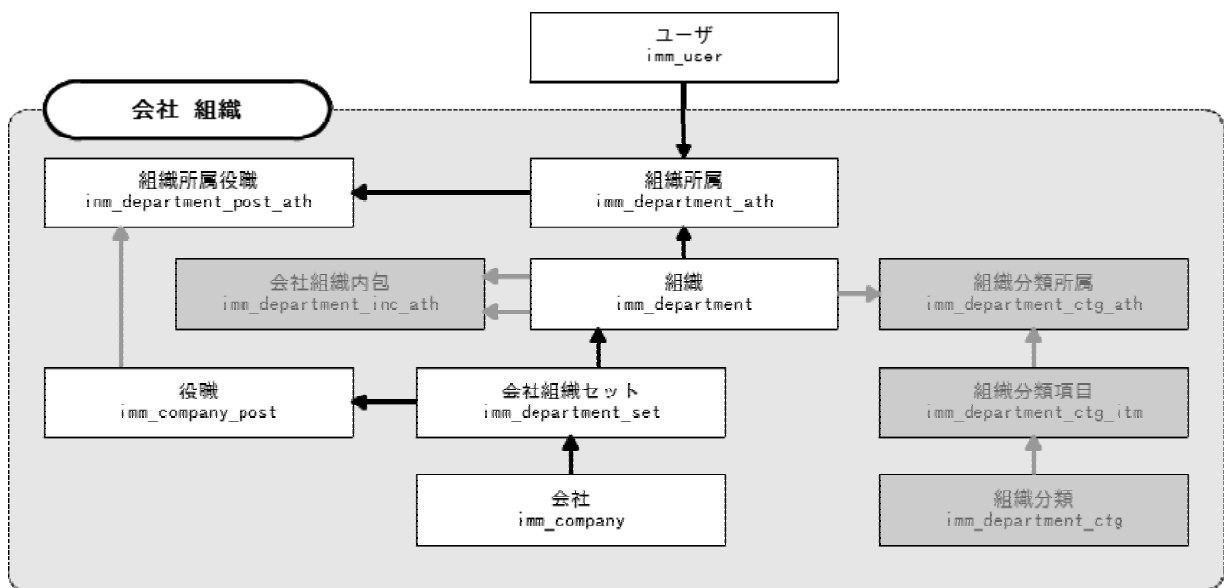 ユーザ
imm_user
会社 組織
組織所属役職
imm_department_post_ath
組織所属
imm_department_ath
会社組織内包
imm_department_inc_ath
組織
imm_department
組織分類所属
imm_department_ctg_ath
役職
imm_company_post
会社組織セット
imm_department_set
組織分類項目
imm_department_ctg_itm
会社
imm_company
組織分類
imm_department_ctg